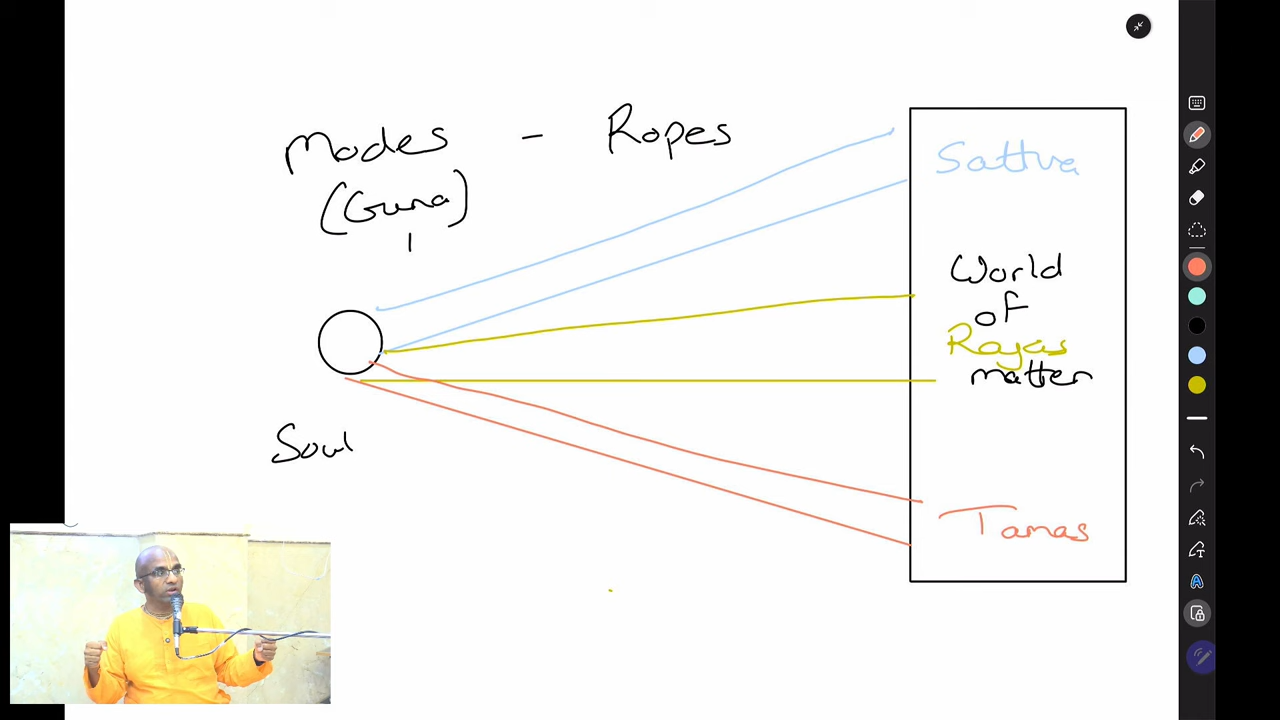 Modes - Ropes
(Guna)
Sattva
World
of
Rajas
matter
Soul
Tamas